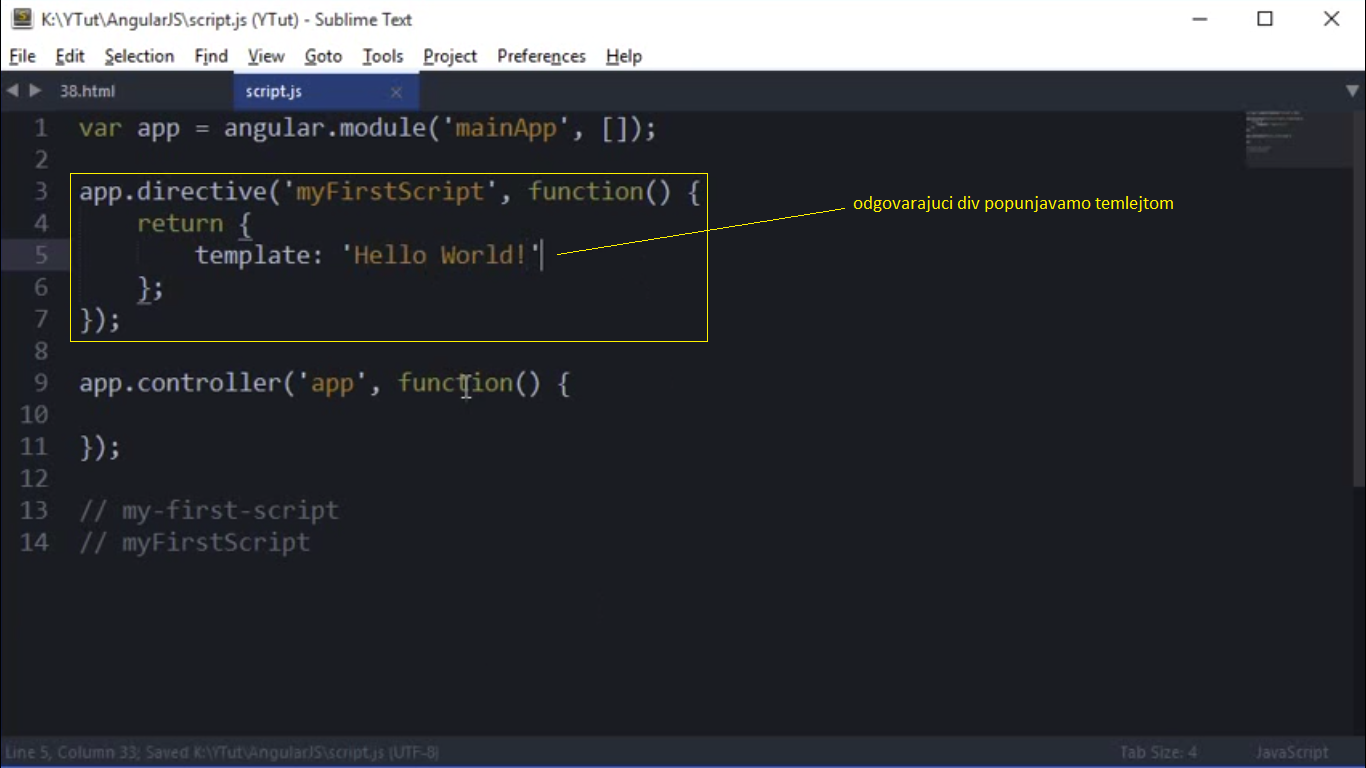 K:\YTut\AngularJS\script.js (YTut) - Sublime Text
File Edit Selection Find View Goto Tools Project Preferences Help
38.html script.js
1 var app = angular.module('mainApp', []);
2
3 app.directive('myFirstScript', function() {
4 return {
5 template: 'Hello World!'
6 };
7 });
8
9 app.controller('app', function() {
10
11 });
12
13 // my-first-script
14 // myFirstScript
odgovarajuci div popunjavamo temlejtom
Line 5, Column 33; Saved K:\YTut\AngularJS\script.js (UTF-8) Tab Size: 4 JavaScript